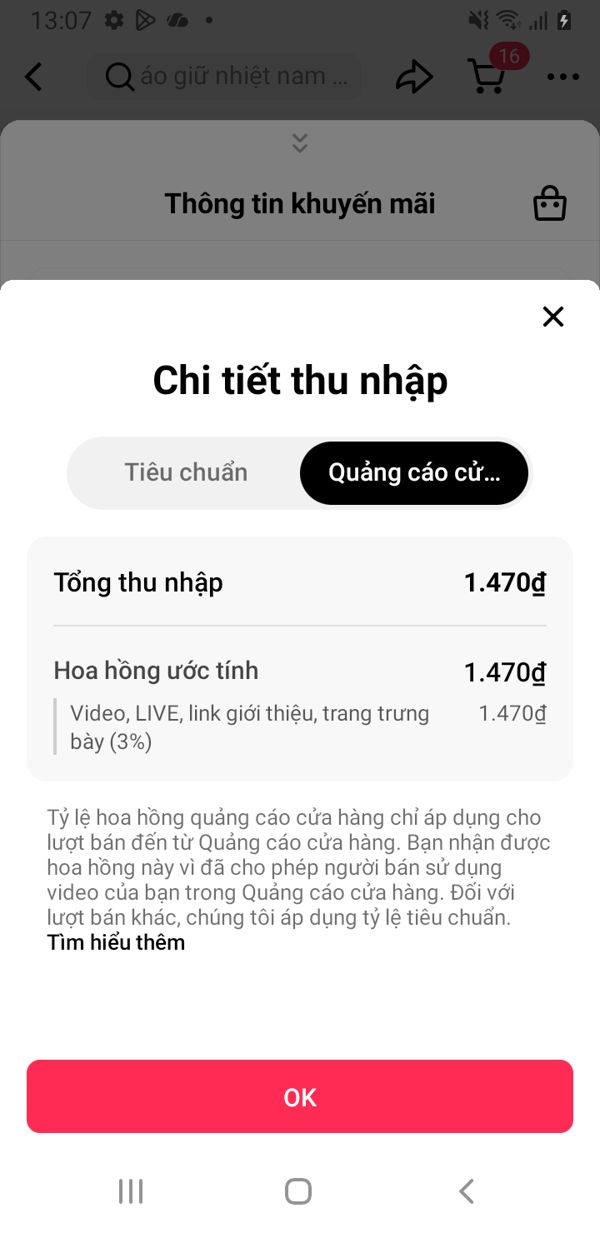 13:07
áo giữ nhiệt nam ...
16
Thông tin khuyến mãi
Chi tiết thu nhập
Tiêu chuẩn
Quảng cáo cử...
Tổng thu nhập
1.470₫
Hoa hồng ước tính
1.470₫
Video, LIVE, link giới thiệu, trang trưng
1.470₫
bày (3%)
Tỷ lệ hoa hồng quảng cáo cửa hàng chỉ áp dụng cho
lượt bán đến từ Quảng cáo cửa hàng. Bạn nhận được
hoa hồng này vì đã cho phép người bán sử dụng
video của bạn trong Quảng cáo cửa hàng. Đối với
lượt bán khác, chúng tôi áp dụng tỷ lệ tiêu chuẩn.
Tìm hiểu thêm
OK